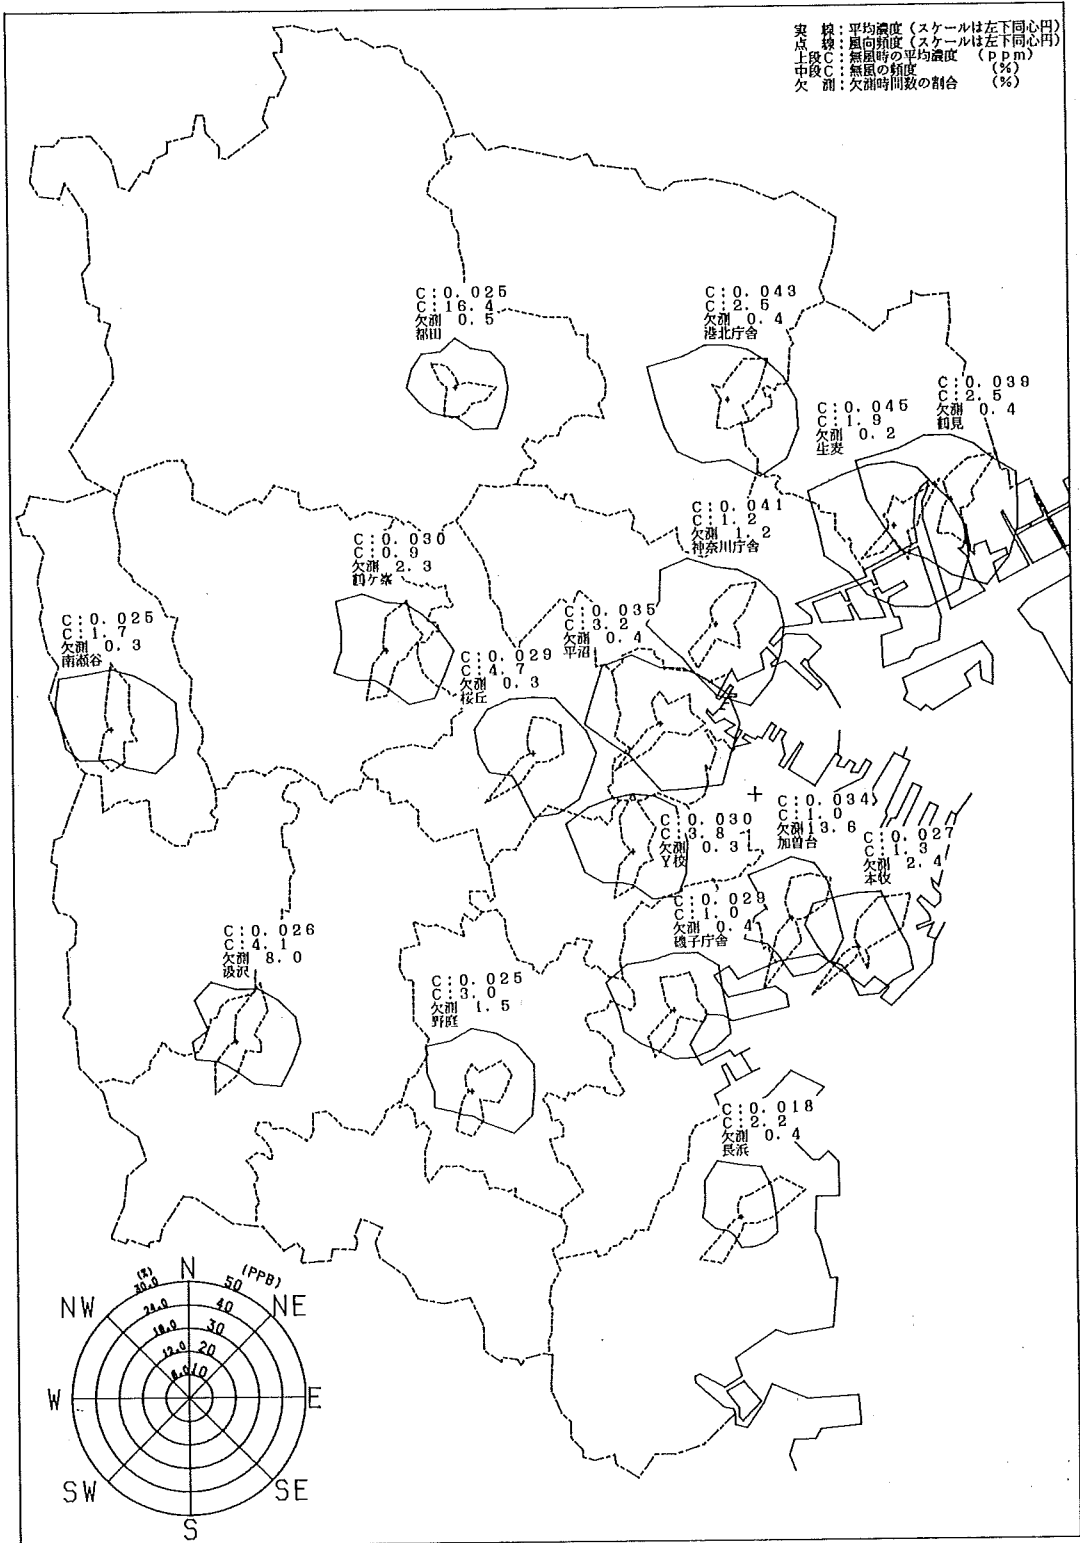 実　線：平均濃度（スケールは左下同心円）
点　線：風向頻度（スケールは左下同心円）
上段C：無風時の平均濃度　（ppm）
中段C：無風の頻度　　　　（%）
欠　測：欠測時間数の割合　（%）
C:0.025
C:16.4
欠測 0.5
都田
C:0.043
C:2.5
欠測 0.4
港北庁舎
C:0.039
C:2.5
欠測 0.4
鶴見
C:0.045
C:1.9
欠測 0.2
生麦
C:0.041
C:1.2
欠測 1.2
神奈川庁舎
C:0.030
C:0.9
欠測 2.3
鶴ケ峯
C:0.035
C:3.2
欠測 0.4
平沼
C:0.025
C:1.7
欠測 0.3
南瀬谷
C:0.029
C:4.7
欠測 0.3
桜丘
C:0.034
C:1.0
欠測13.6
加曽台
C:0.030
C:3.8
欠測 0.3
Y校
C:0.027
C:1.3
欠測 2.4
本牧
C:0.029
C:1.0
欠測 0.4
磯子庁舎
C:0.026
C:4.1
欠測 8.0
汲沢
C:0.025
C:3.0
欠測 1.5
野庭
C:0.018
C:2.2
欠測 0.4
長浜
N
(%)
(PPB)
30.0
50
NW
NE
24.0
40
18.0
30
12.0
20
6.0
10
W
E
SW
SE
S